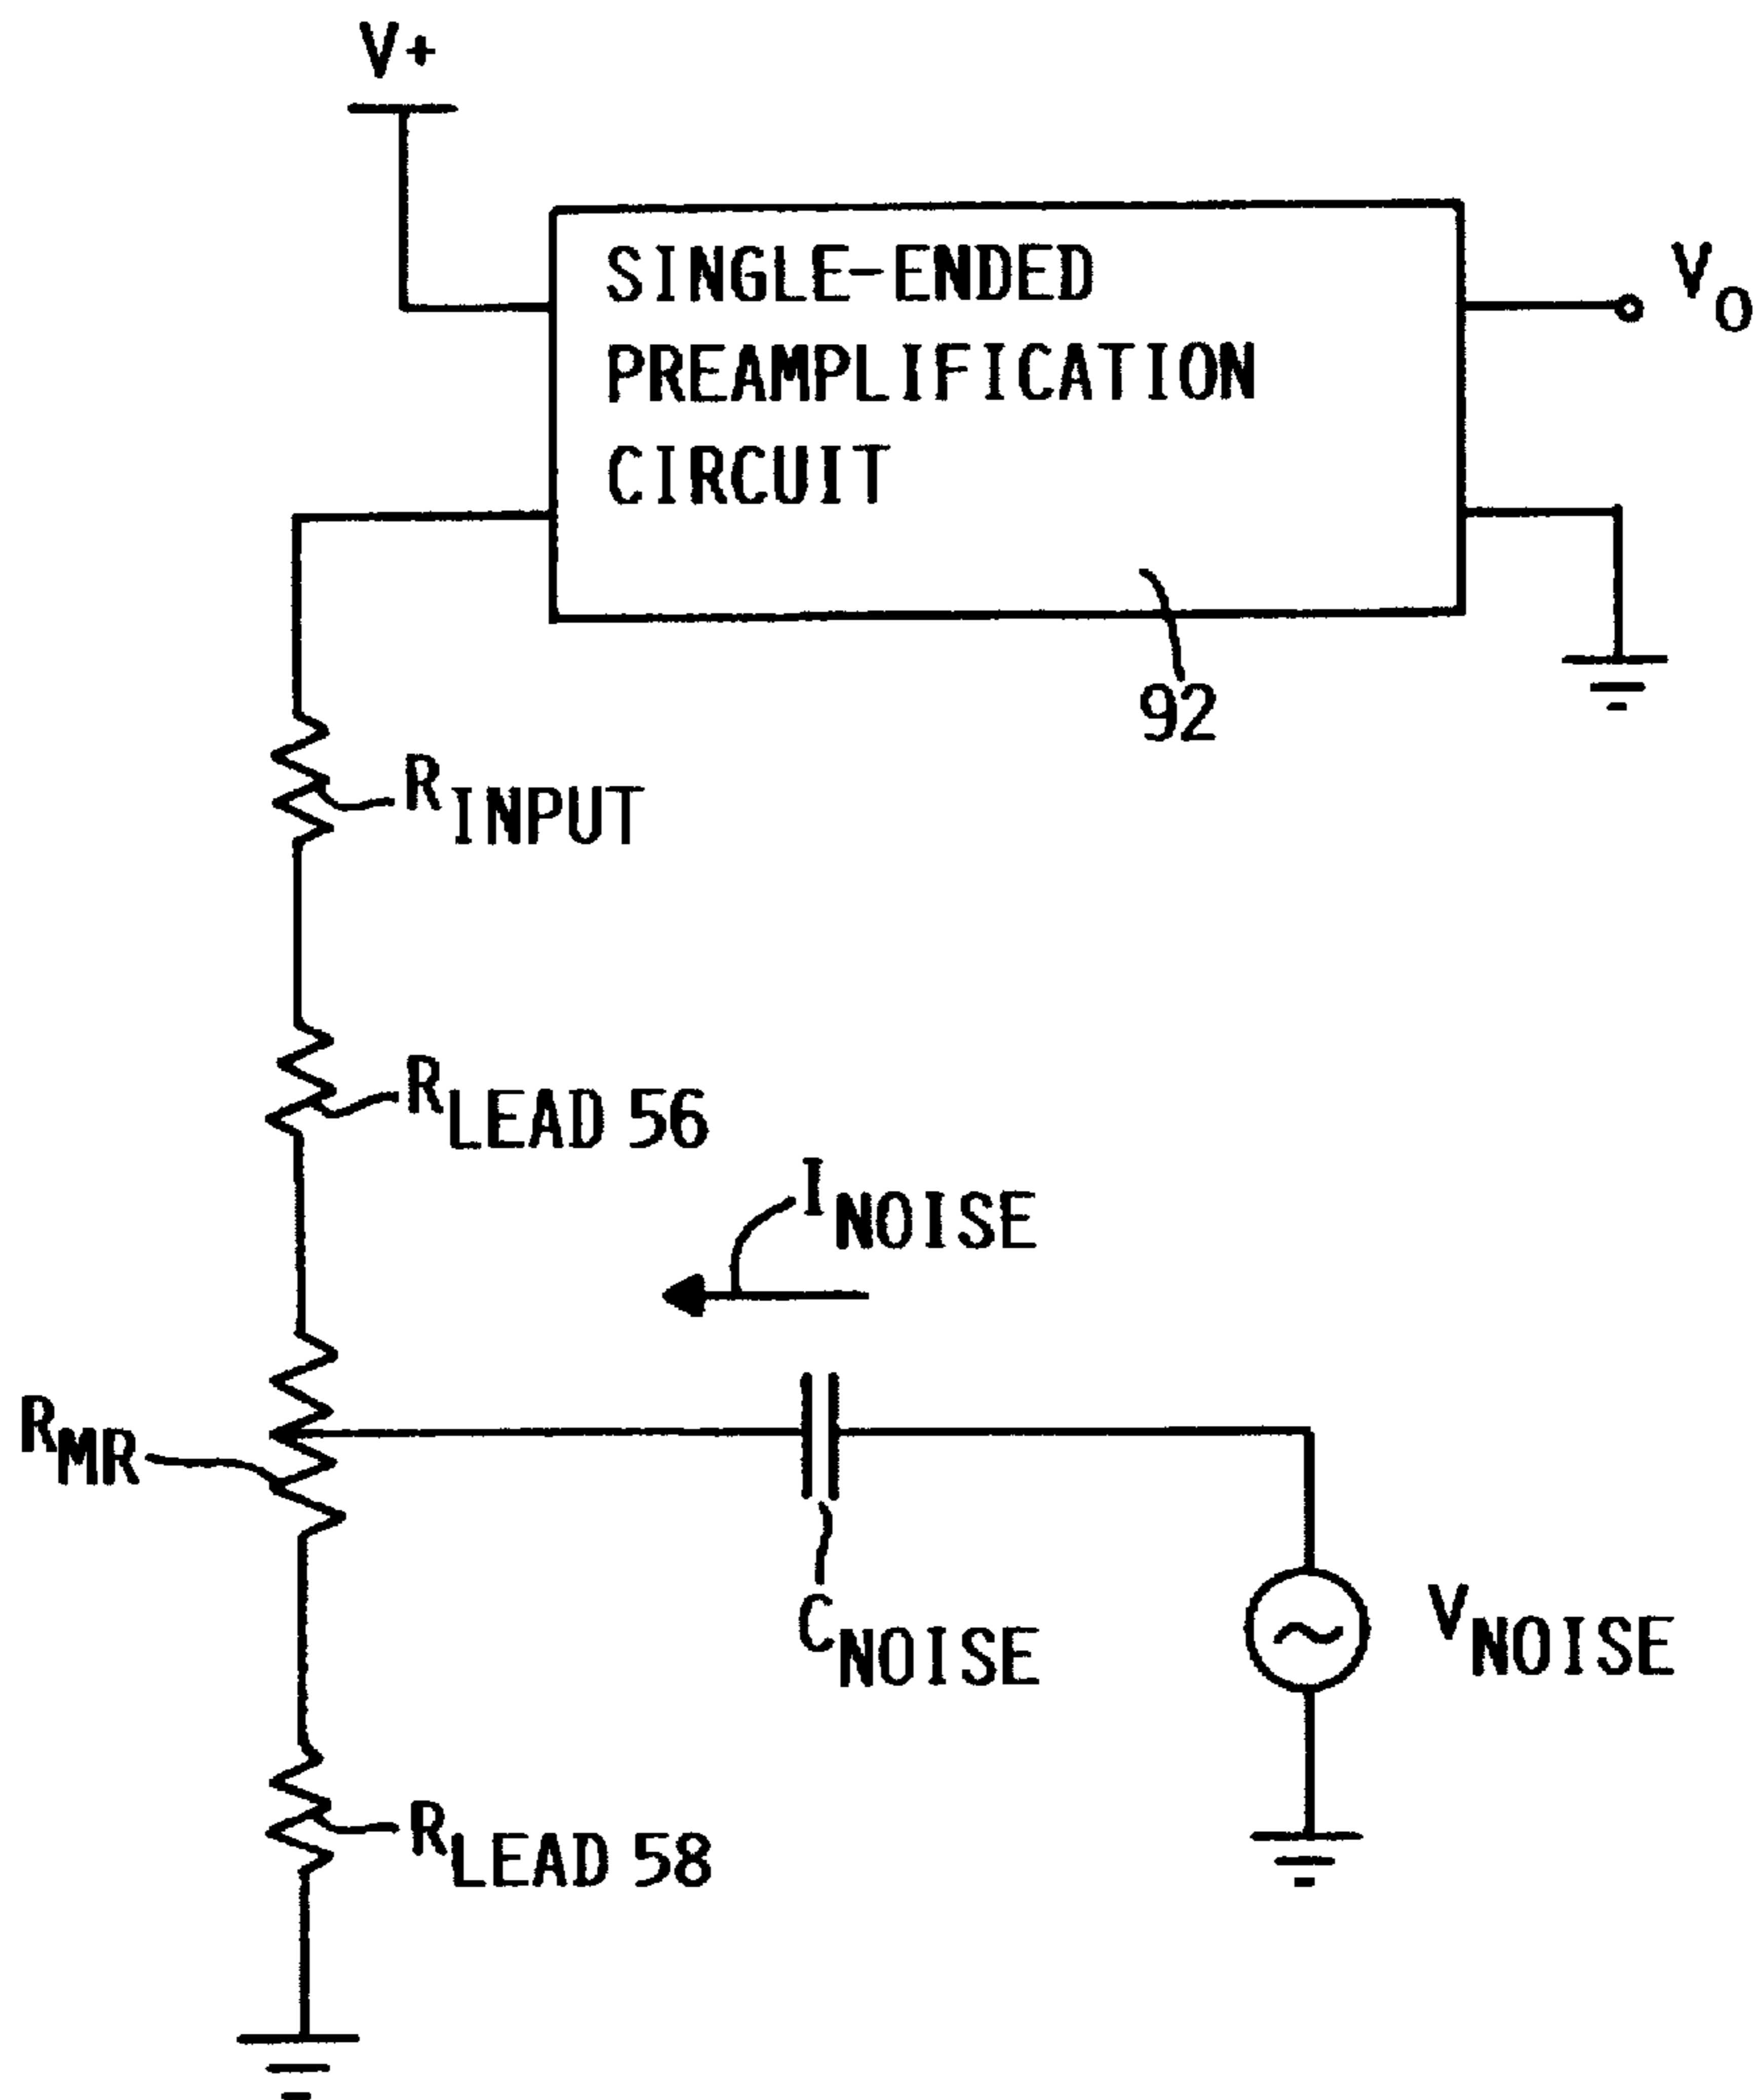 V+
SINGLE-ENDED
PREAMPLIFICATION
CIRCUIT
VO
92
RINPUT
RLEAD 56
INOISE
RMR
CNOISE
VNOISE
RLEAD 58